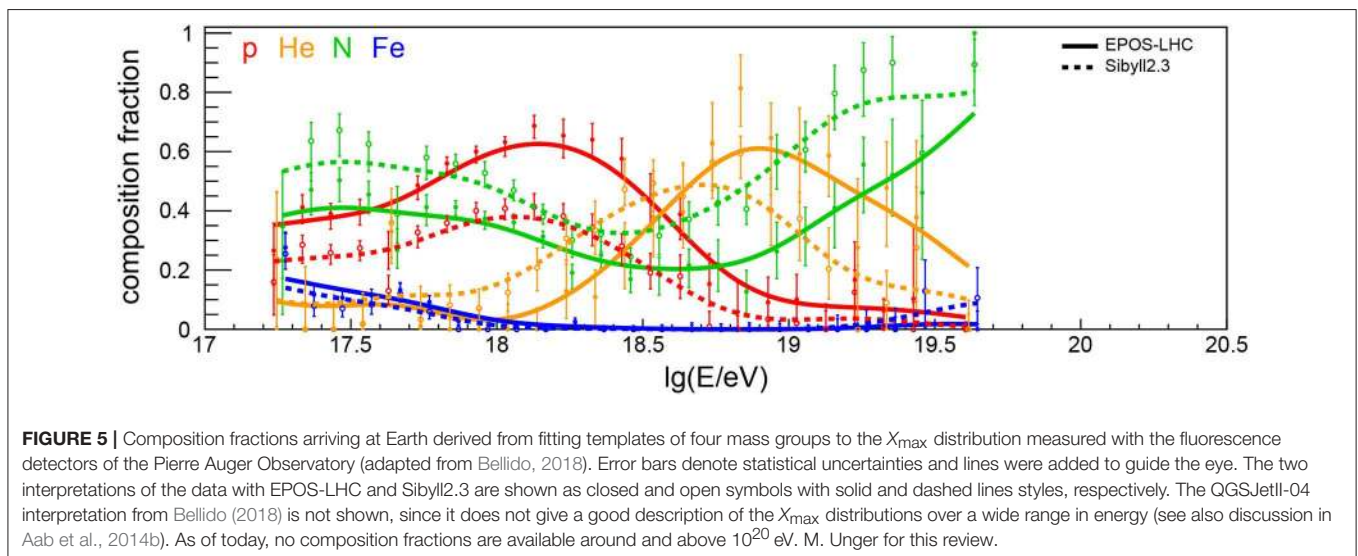 p He N Fe
EPOS-LHC
Sibyll2.3
composition fraction
1
0.8
0.6
0.4
0.2
0
17 17.5 18 18.5 19 19.5 20 20.5
lg(E/eV)
FIGURE 5 | Composition fractions arriving at Earth derived from fitting templates of four mass groups to the Xmax distribution measured with the fluorescence
detectors of the Pierre Auger Observatory (adapted from Bellido, 2018). Error bars denote statistical uncertainties and lines were added to guide the eye. The two
interpretations of the data with EPOS-LHC and Sibyll2.3 are shown as closed and open symbols with solid and dashed lines styles, respectively. The QGSJetII-04
interpretation from Bellido (2018) is not shown, since it does not give a good description of the Xmax distributions over a wide range in energy (see also discussion in
Aab et al., 2014b). As of today, no composition fractions are available around and above 10²⁰ eV. M. Unger for this review.